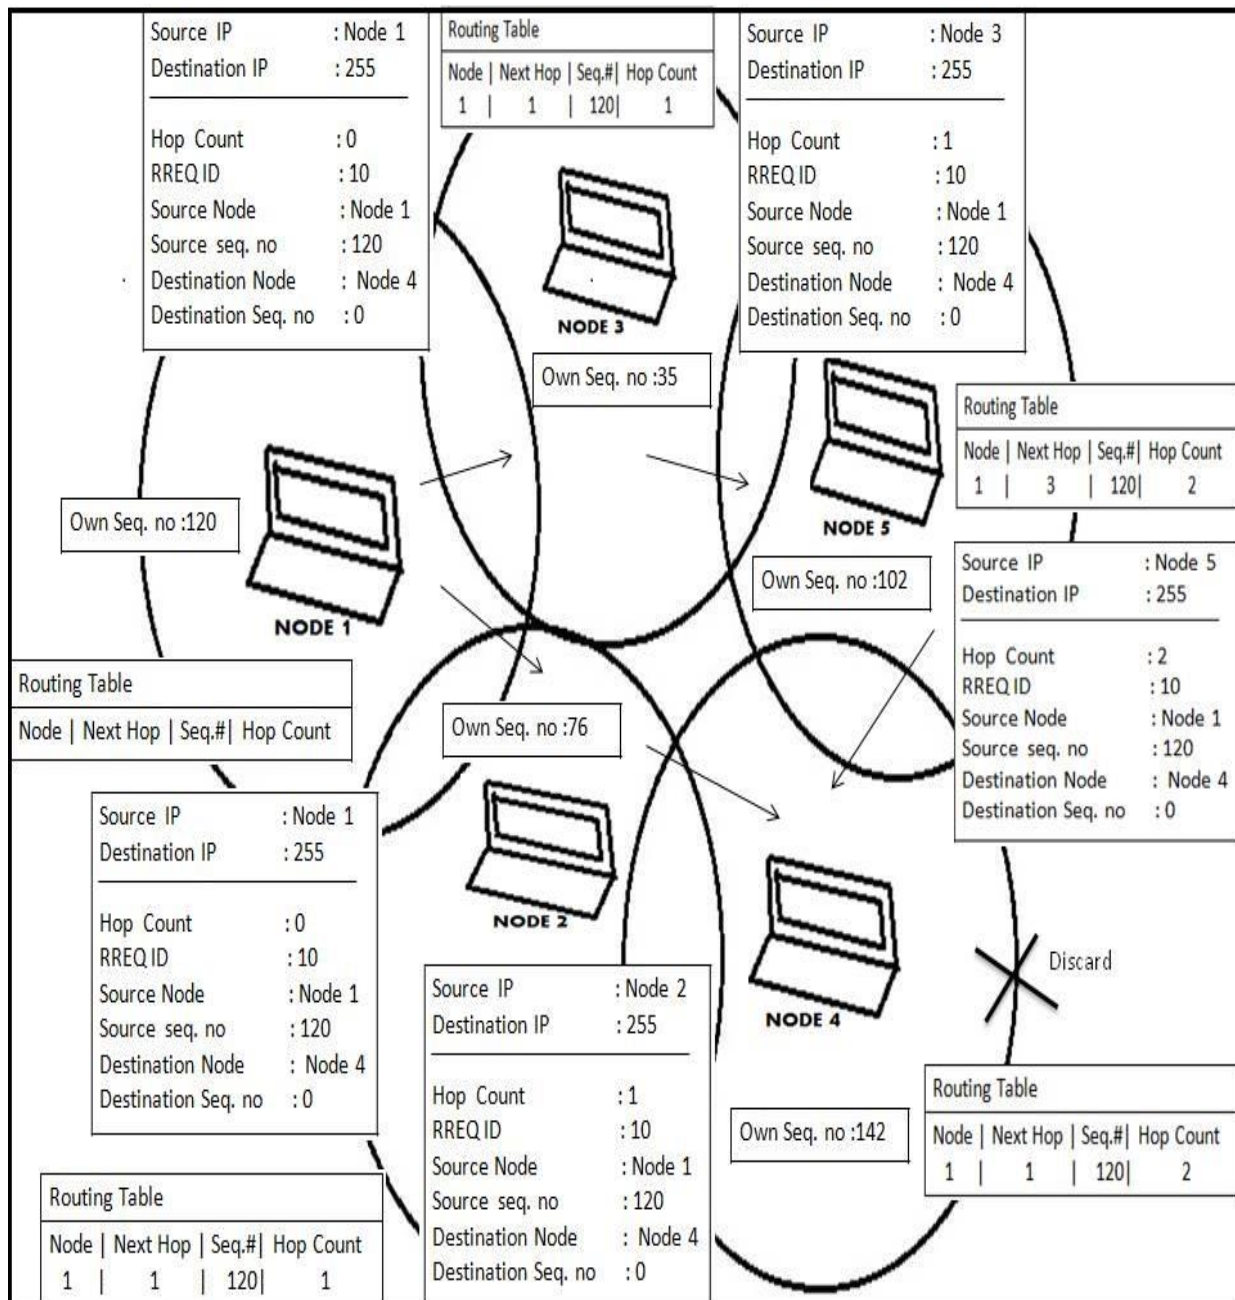 Source IP : Node 1
Destination IP : 255
Hop Count : 0
RREQ ID : 10
Source Node : Node 1
Source seq. no : 120
Destination Node : Node 4
Destination Seq. no : 0
Routing Table
Node | Next Hop | Seq.#| Hop Count
1 | 1 | 120| 1
Source IP : Node 3
Destination IP : 255
Hop Count : 1
RREQ ID : 10
Source Node : Node 1
Source seq. no : 120
Destination Node : Node 4
Destination Seq. no : 0
NODE 3
Own Seq. no :35
Routing Table
Node | Next Hop | Seq.#| Hop Count
1 | 3 | 120| 2
NODE 5
Own Seq. no :102
Own Seq. no :120
NODE 1
Source IP : Node 5
Destination IP : 255
Hop Count : 2
RREQ ID : 10
Source Node : Node 1
Source seq. no : 120
Destination Node : Node 4
Destination Seq. no : 0
Routing Table
Node | Next Hop | Seq.#| Hop Count
Own Seq. no :76
NODE 2
Source IP : Node 1
Destination IP : 255
Hop Count : 0
RREQ ID : 10
Source Node : Node 1
Source seq. no : 120
Destination Node : Node 4
Destination Seq. no : 0
NODE 4
Discard
Source IP : Node 2
Destination IP : 255
Hop Count : 1
RREQ ID : 10
Source Node : Node 1
Source seq. no : 120
Destination Node : Node 4
Destination Seq. no : 0
Own Seq. no :142
Routing Table
Node | Next Hop | Seq.#| Hop Count
1 | 1 | 120| 2
Routing Table
Node | Next Hop | Seq.#| Hop Count
1 | 1 | 120| 1